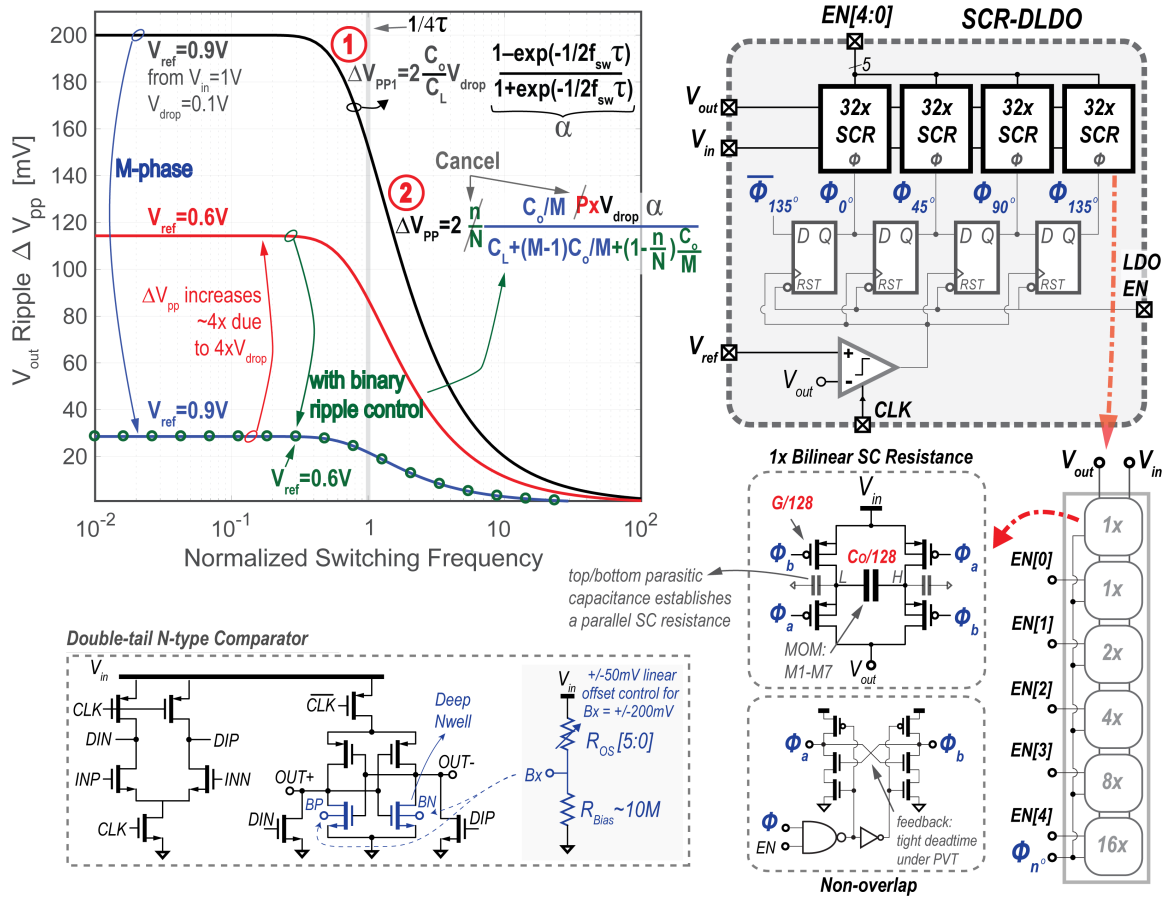 200
180
160
140
120
100
80
60
40
20
V_out Ripple Δ V_pp [mV]
10^-2
10^-1
1
10
10^2
Normalized Switching Frequency
1/4τ
V_ref=0.9V
from V_in=1V
V_drop=0.1V
1
ΔV_PP1=2 C_o/C_L V_drop (1-exp(-1/2f_sw τ))/(1+exp(-1/2f_sw τ))
α
M-phase
Cancel
2
ΔV_PP=2 n/N (C_o/M PxV_drop α)/(C_L+(M-1)C_o/M+(1-n/N)C_o/M)
V_ref=0.6V
ΔV_pp increases
~4x due
to 4xV_drop
with binary
ripple control
V_ref=0.9V
V_ref=0.6V
EN[4:0]
SCR-DLDO
5
V_out
V_in
32x
SCR
Φ
32x
SCR
Φ
32x
SCR
Φ
32x
SCR
Φ
Φ̅_135°
Φ_0°
Φ_45°
Φ_90°
Φ_135°
D Q
RST
D Q
RST
D Q
RST
D Q
RST
LDO
EN
V_ref
+
-
V_out
CLK
1x Bilinear SC Resistance
V_in
G/128
Φ_b
Φ_a
Co/128
L
H
Φ_a
Φ_b
top/bottom parasitic
capacitance establishes
a parallel SC resistance
MOM:
M1-M7
V_out
V_out
V_in
1x
EN[0]
1x
EN[1]
2x
EN[2]
4x
EN[3]
8x
EN[4]
16x
Φ_n°
Φ_a
Φ_b
Φ
EN
feedback:
tight deadtime
under PVT
Non-overlap
Double-tail N-type Comparator
V_in
CLK
DIN
DIP
INP
INN
CLK
C̅L̅K̅
Deep
Nwell
OUT+
OUT-
BP
BN
DIN
DIP
+/-50mV linear
offset control for
Bx = +/-200mV
V_in
R_OS [5:0]
Bx
R_Bias~10M